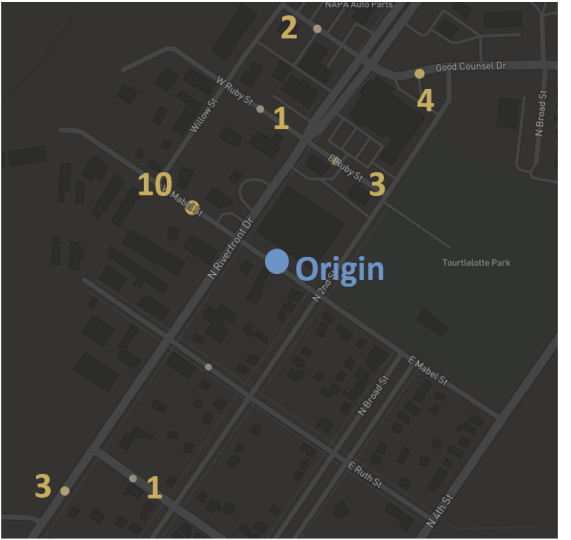 NAPA Auto Parts
2
Good Counsel Dr
4
W Ruby St
1
Willow St
N Broad St
E Ruby St
3
10
Mabel St
N Riverfront Dr
Origin
Tourtlelotte Park
N 2nd St
E Mabel St
N Broad St
E Ruth St
3
1
N 4th St